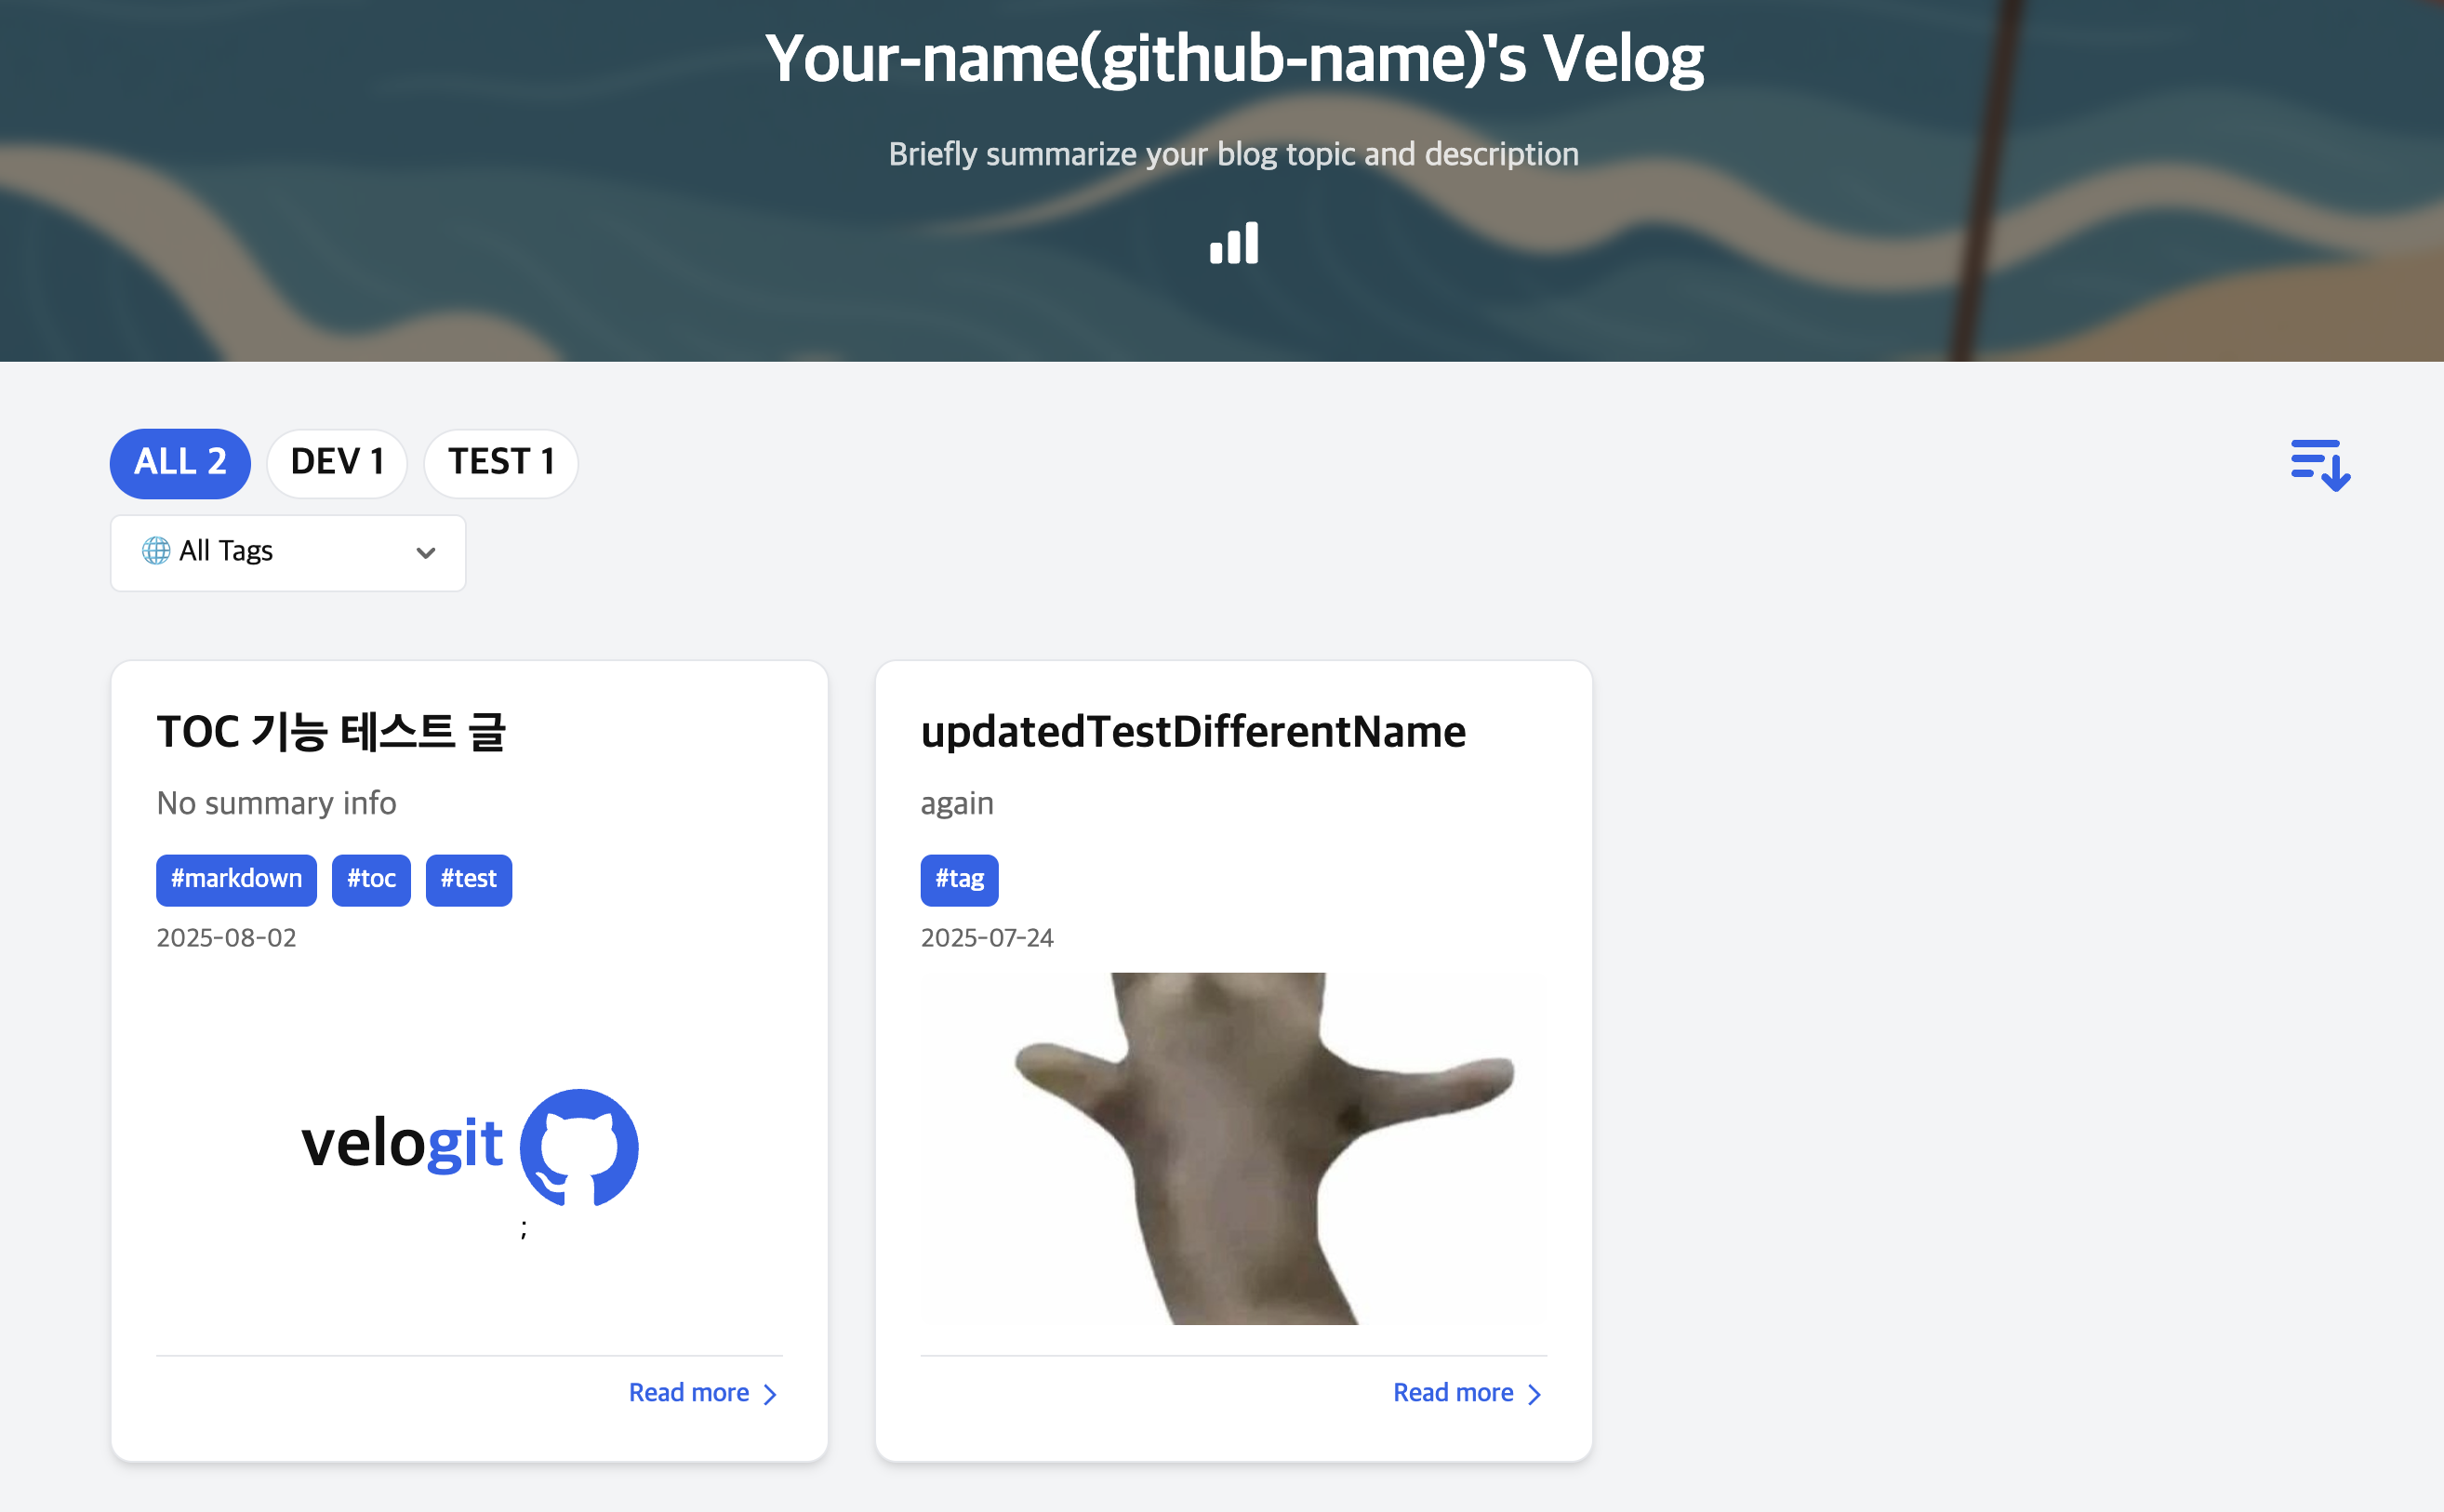 Your-name(github-name)'s Velog
Briefly summarize your blog topic and description
ALL 2
DEV 1
TEST 1
All Tags
TOC 기능 테스트 글
No summary info
#markdown #toc #test
2025-08-02
velogit
;
Read more
updatedTestDifferentName
again
#tag
2025-07-24
Read more